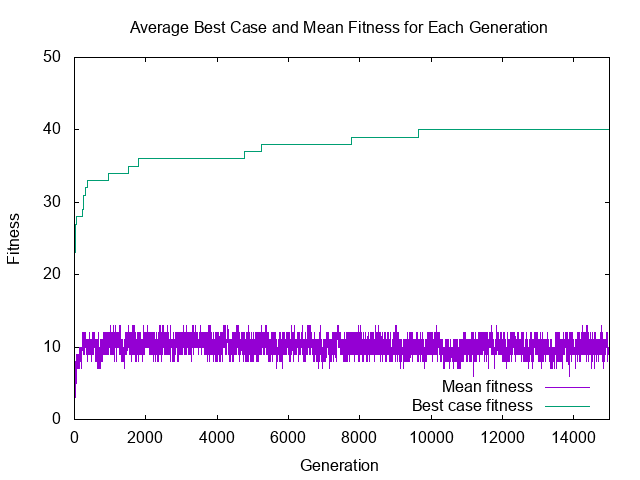 Average Best Case and Mean Fitness for Each Generation
50
40
30
20
10
0
Fitness
Mean fitness
Best case fitness
0 2000 4000 6000 8000 10000 12000 14000
Generation